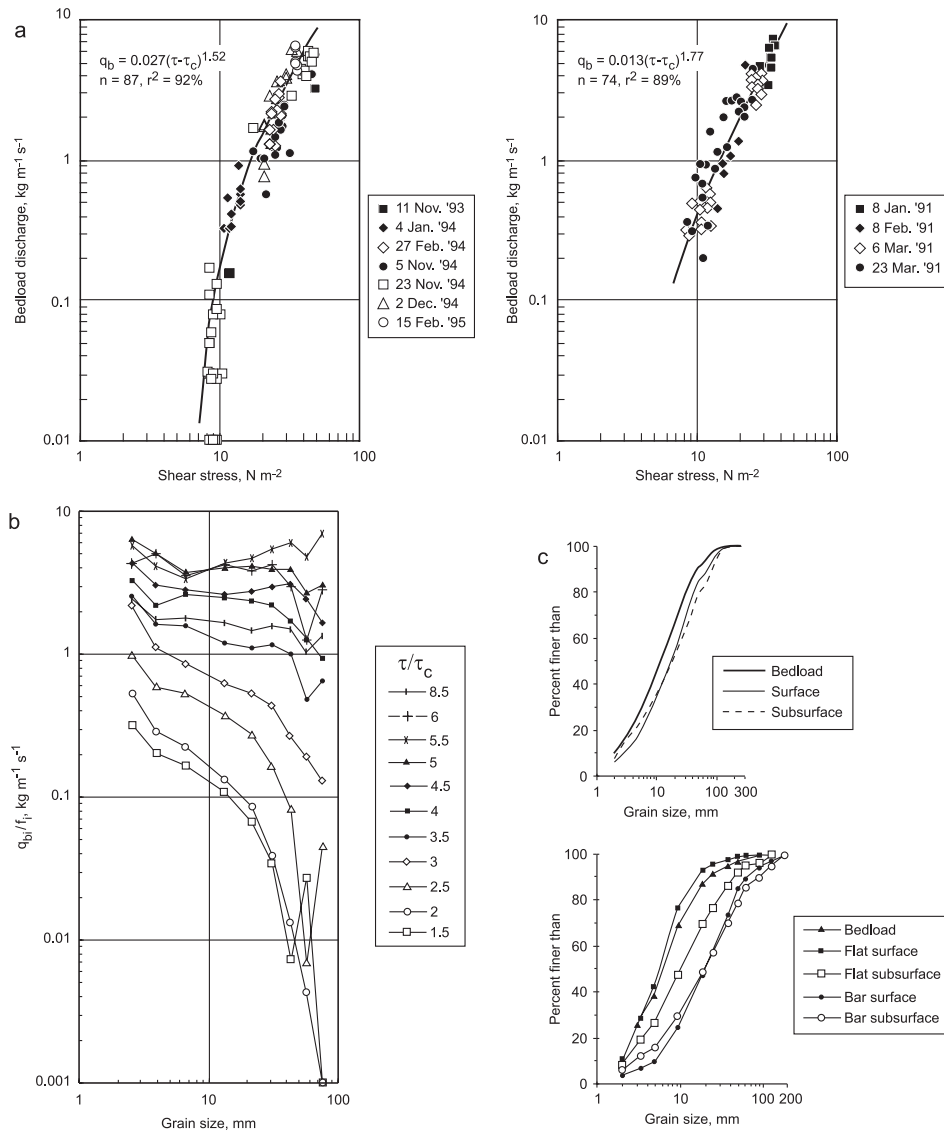 a
q_b = 0.027(τ-τ_c)^1.52
n = 87, r² = 92%
Bedload discharge, kg m⁻¹ s⁻¹
10
1
0.1
0.01
1
10
100
Shear stress, N m⁻²
11 Nov. '93
4 Jan. '94
27 Feb. '94
5 Nov. '94
23 Nov. '94
2 Dec. '94
15 Feb. '95
q_b = 0.013(τ-τ_c)^1.77
n = 74, r² = 89%
Bedload discharge, kg m⁻¹ s⁻¹
10
1
0.1
0.01
1
10
100
Shear stress, N m⁻²
8 Jan. '91
8 Feb. '91
6 Mar. '91
23 Mar. '91
b
q_bi/f_i, kg m⁻¹ s⁻¹
10
1
0.1
0.01
0.001
1
10
100
Grain size, mm
τ/τ_c
8.5
6
5.5
5
4.5
4
3.5
3
2.5
2
1.5
c
Percent finer than
100
80
60
40
20
0
1
10
100
300
Grain size, mm
Bedload
Surface
Subsurface
Percent finer than
100
80
60
40
20
0
1
10
100
200
Grain size, mm
Bedload
Flat surface
Flat subsurface
Bar surface
Bar subsurface